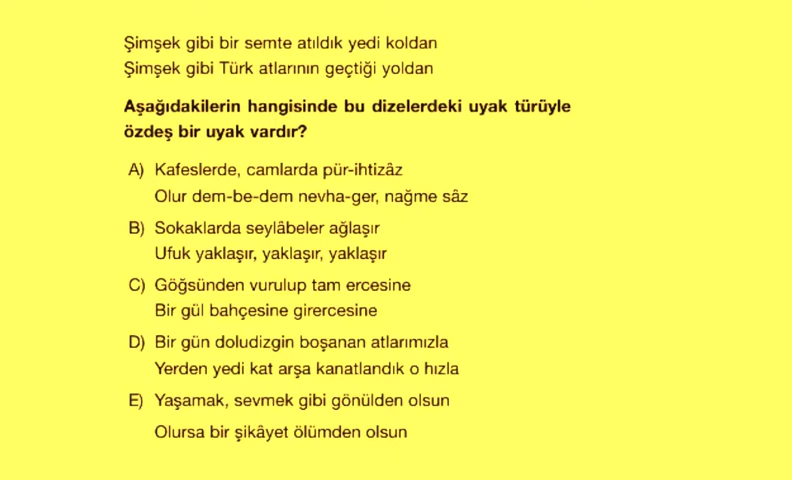 Şimşek gibi bir semte atıldık yedi koldan
Şimşek gibi Türk atlarının geçtiği yoldan
Aşağıdakilerin hangisinde bu dizelerdeki uyak türüyle
özdeş bir uyak vardır?
A) Kafeslerde, camlarda pür-ihtizâz
Olur dem-be-dem nevha-ger, nağme sâz
B) Sokaklarda seylâbeler ağlaşır
Ufuk yaklaşır, yaklaşır, yaklaşır
C) Göğsünden vurulup tam ercesine
Bir gül bahçesine girercesine
D) Bir gün doludizgin boşanan atlarımızla
Yerden yedi kat arşa kanatlandık o hızla
E) Yaşamak, sevmek gibi gönülden olsun
Olursa bir şikâyet ölümden olsun